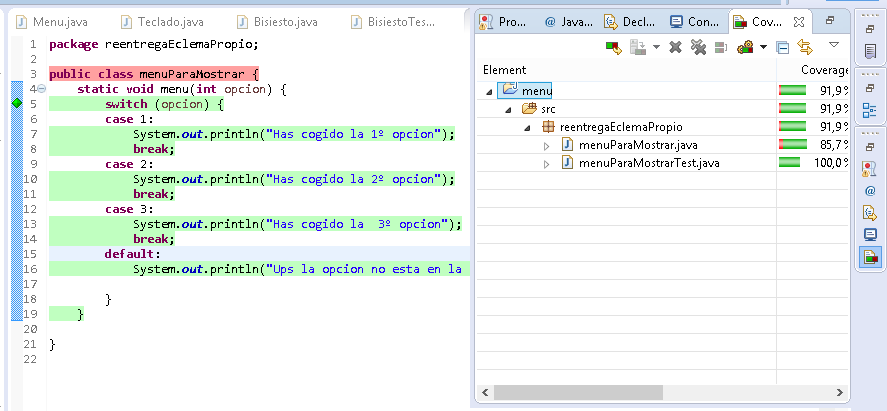 Menu.java Teclado.java Bisiesto.java BisiestoTes...
1 package reentregaEclemaPropio;
2
3 public class menuParaMostrar {
4 static void menu(int opcion) {
5 switch (opcion) {
6 case 1:
7 System.out.println("Has cogido la 1º opcion");
8 break;
9 case 2:
10 System.out.println("Has cogido la 2º opcion");
11 break;
12 case 3:
13 System.out.println("Has cogido la  3º opcion");
14 break;
15 default:
16 System.out.println("Ups la opcion no esta en la
17
18 }
19 }
20
21 }
22
Pro... @ Java... Decl... Con... Cov...
Element Coverage
menu 91,9%
src 91,9%
reentregaEclemaPropio 91,9%
menuParaMostrar.java 85,7%
menuParaMostrarTest.java 100,0%
@